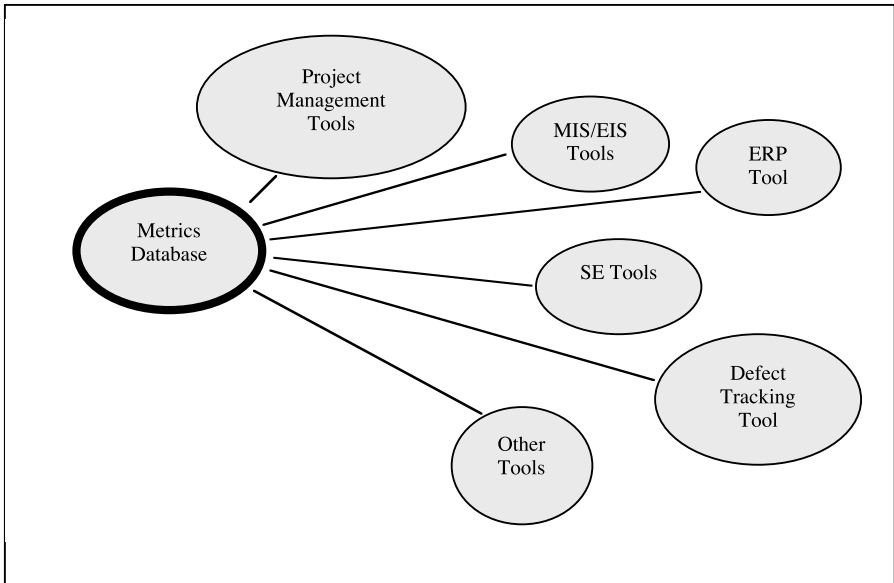 Project
Management
Tools
MIS/EIS
Tools
ERP
Tool
Metrics
Database
SE Tools
Defect
Tracking
Tool
Other
Tools